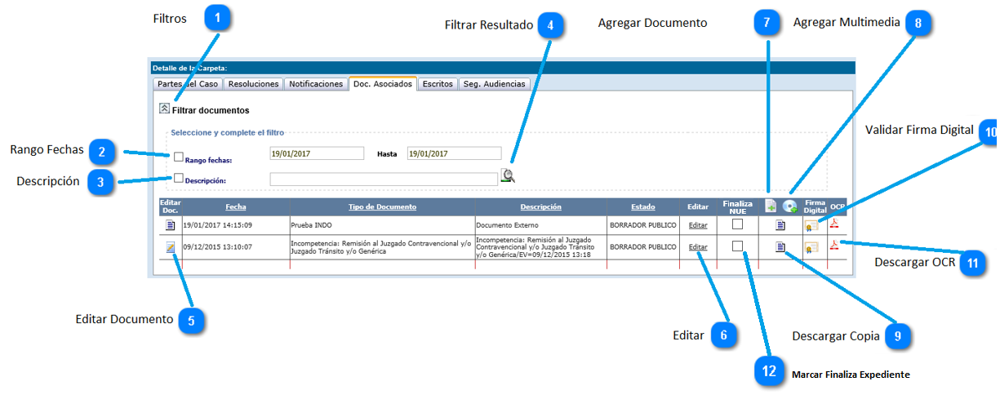 Filtros 1
Filtrar Resultado 4
Agregar Documento 7
Agregar Multimedia 8
Detalle de la Carpeta:
Partes del Caso Resoluciones Notificaciones Doc. Asociados Escritos Seg. Audiencias
Filtrar documentos
Validar Firma Digital 10
Seleccione y complete el filtro
Rango Fechas 2
Rango fechas: 19/01/2017 Hasta 19/01/2017
Descripción 3
Descripción:
Editar Doc. Fecha Tipo de Documento Descripción Estado Editar Finaliza NUE Firma Digital OCR
19/01/2017 14:15:09 Prueba INDO Documento Externo BORRADOR PUBLICO Editar
09/12/2015 13:10:07 Incompetencia: Remisión al Juzgado Contravencional y/o Juzgado Tránsito y/o Genérica Incompetencia: Remisión al Juzgado Contravencional y/o Juzgado Tránsito y/o Genérica/EV=09/12/2015 13:18 BORRADOR PUBLICO Editar
Descargar OCR 11
Editar Documento 5
Editar 6
Descargar Copia 9
12 Marcar Finaliza Expediente